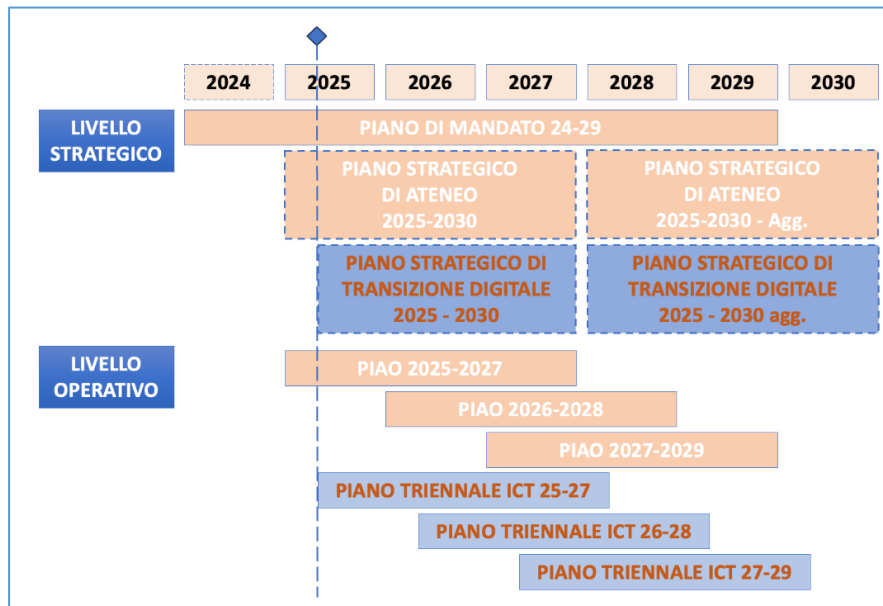 2024 2025 2026 2027 2028 2029 2030
LIVELLO
STRATEGICO
PIANO DI MANDATO 24-29
PIANO STRATEGICO
DI ATENEO
2025-2030
PIANO STRATEGICO
DI ATENEO
2025-2030 - Agg.
PIANO STRATEGICO DI
TRANSIZIONE DIGITALE
2025 - 2030
PIANO STRATEGICO DI
TRANSIZIONE DIGITALE
2025 - 2030 agg.
LIVELLO
OPERATIVO
PIAO 2025-2027
PIAO 2026-2028
PIAO 2027-2029
PIANO TRIENNALE ICT 25-27
PIANO TRIENNALE ICT 26-28
PIANO TRIENNALE ICT 27-29